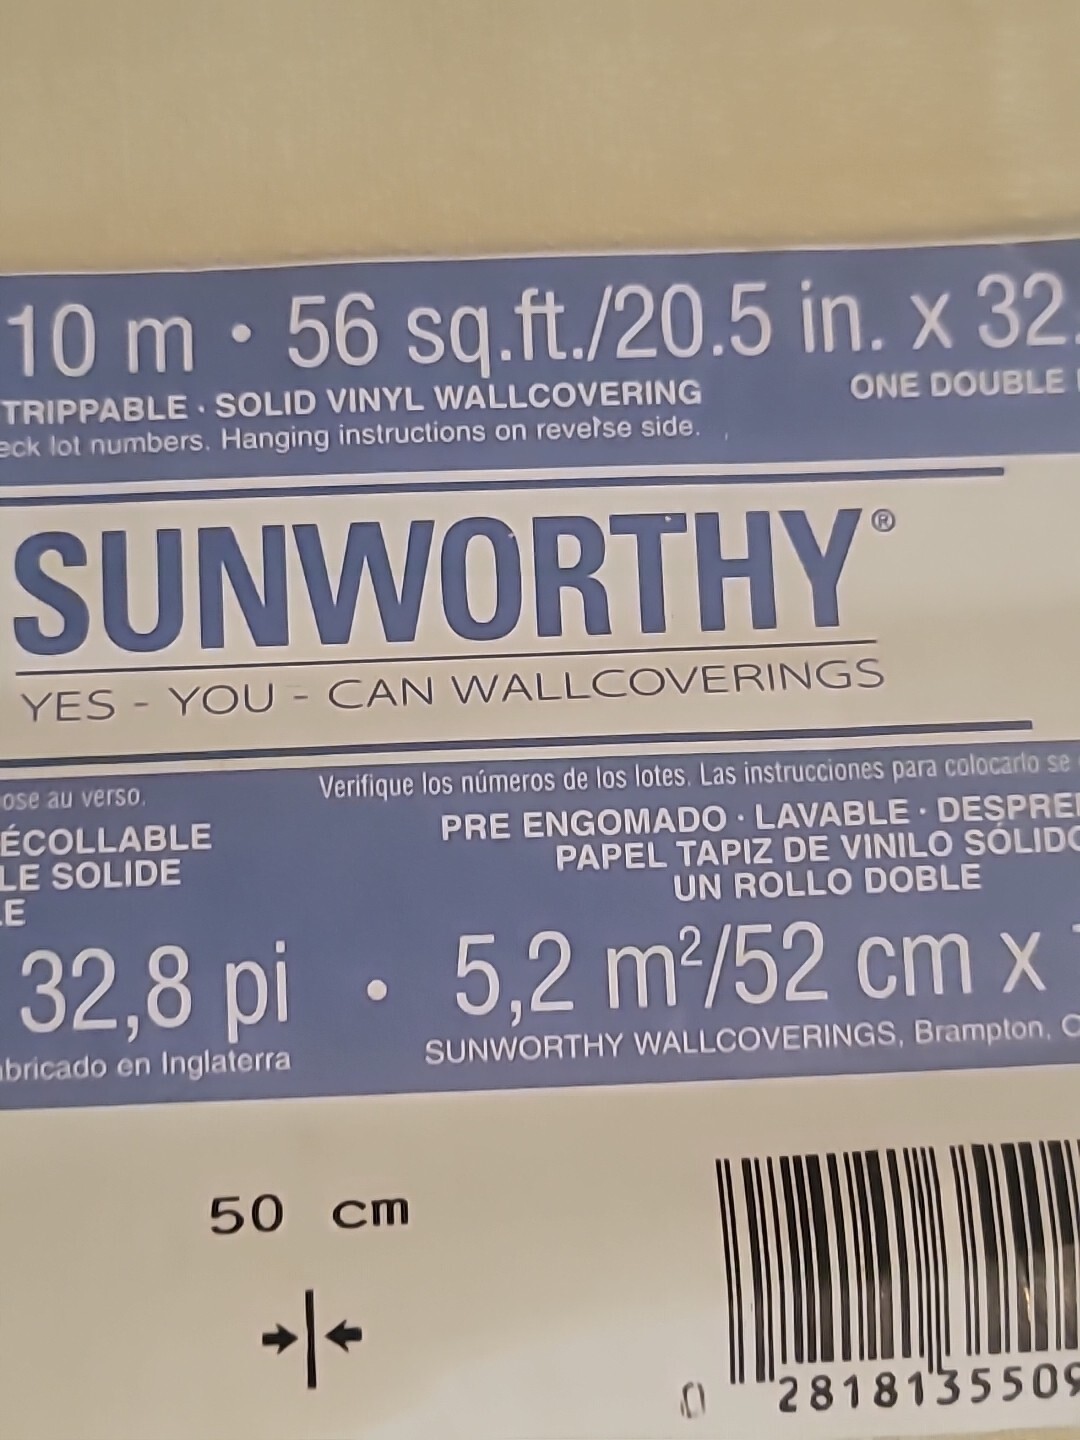 10 m • 56 sq.ft./20.5 in. x 32.
TRIPPABLE · SOLID VINYL WALLCOVERING
ONE DOUBLE
eck lot numbers. Hanging instructions on reverse side.
SUNWORTHY®
YES - YOU - CAN WALLCOVERINGS
ose au verso.
Verifique los números de los lotes. Las instrucciones para colocarlo se
ÉCOLLABLE
LE SOLIDE
LE
PRE ENGOMADO · LAVABLE · DESPRE
PAPEL TAPIZ DE VINILO SÓLIDO
UN ROLLO DOBLE
32,8 pi • 5,2 m²/52 cm x
abricado en Inglaterra
SUNWORTHY WALLCOVERINGS, Brampton,
50 cm
0 2818135509